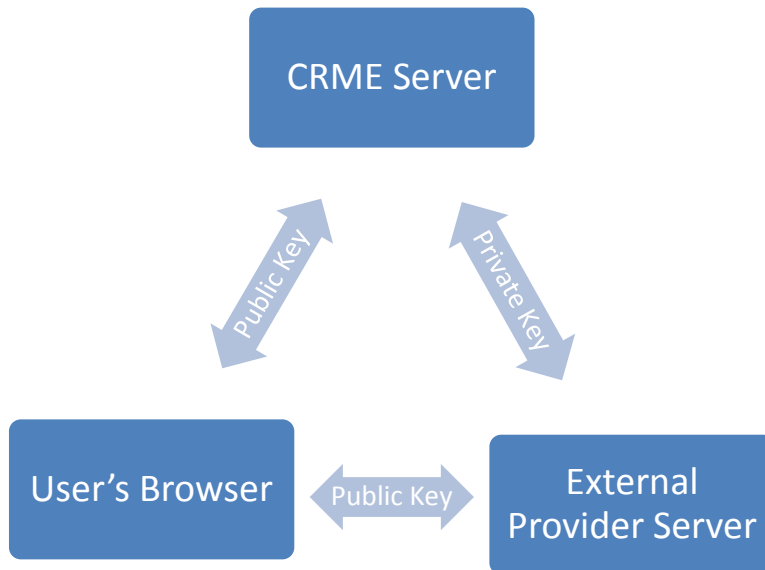 CRME Server
Public Key
Private Key
User’s Browser
Public Key
External
Provider Server